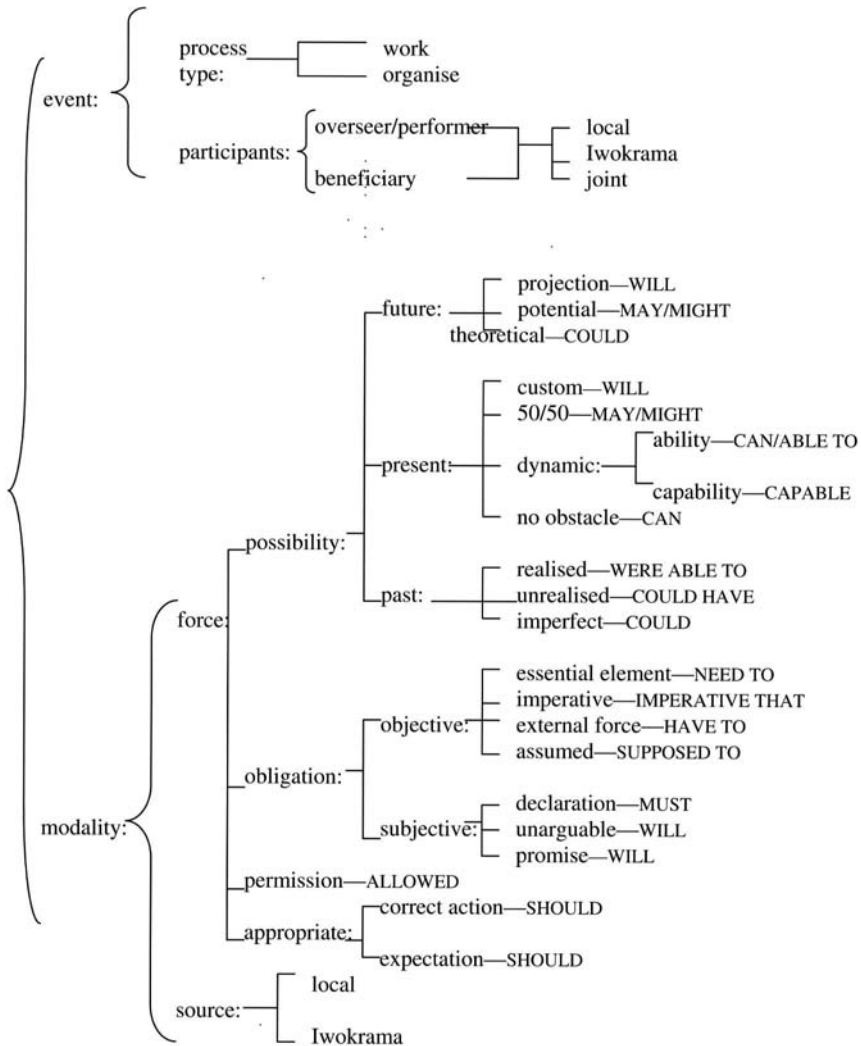 process work
type: organise
event:
overseer/performer local
participants: Iwokrama
beneficiary joint
projection—WILL
future: potential—MAY/MIGHT
theoretical—COULD
custom—WILL
50/50—MAY/MIGHT
ability—CAN/ABLE TO
present: dynamic:
capability—CAPABLE
no obstacle—CAN
possibility:
realised—WERE ABLE TO
past: unrealised—COULD HAVE
force: imperfect—COULD
essential element—NEED TO
imperative—IMPERATIVE THAT
objective: external force—HAVE TO
assumed—SUPPOSED TO
obligation:
declaration—MUST
modality: subjective: unarguable—WILL
promise—WILL
permission—ALLOWED
correct action—SHOULD
appropriate:
expectation—SHOULD
local
source:
Iwokrama